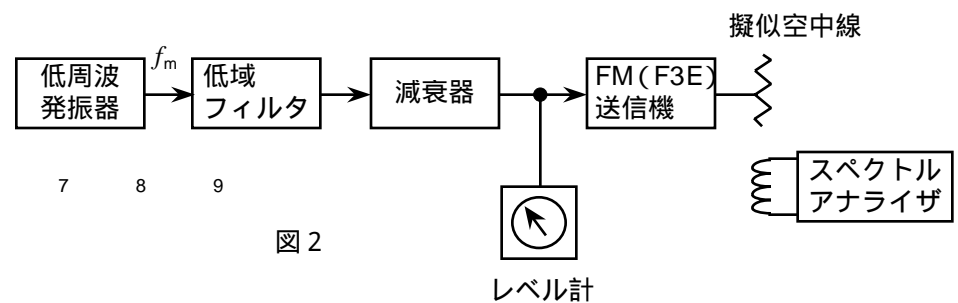 擬似空中線
低周波
発振器
fm
低域
フィルタ
減衰器
FM(F3E)
送信機
スペクトル
アナライザ
7 8 9
図2
レベル計